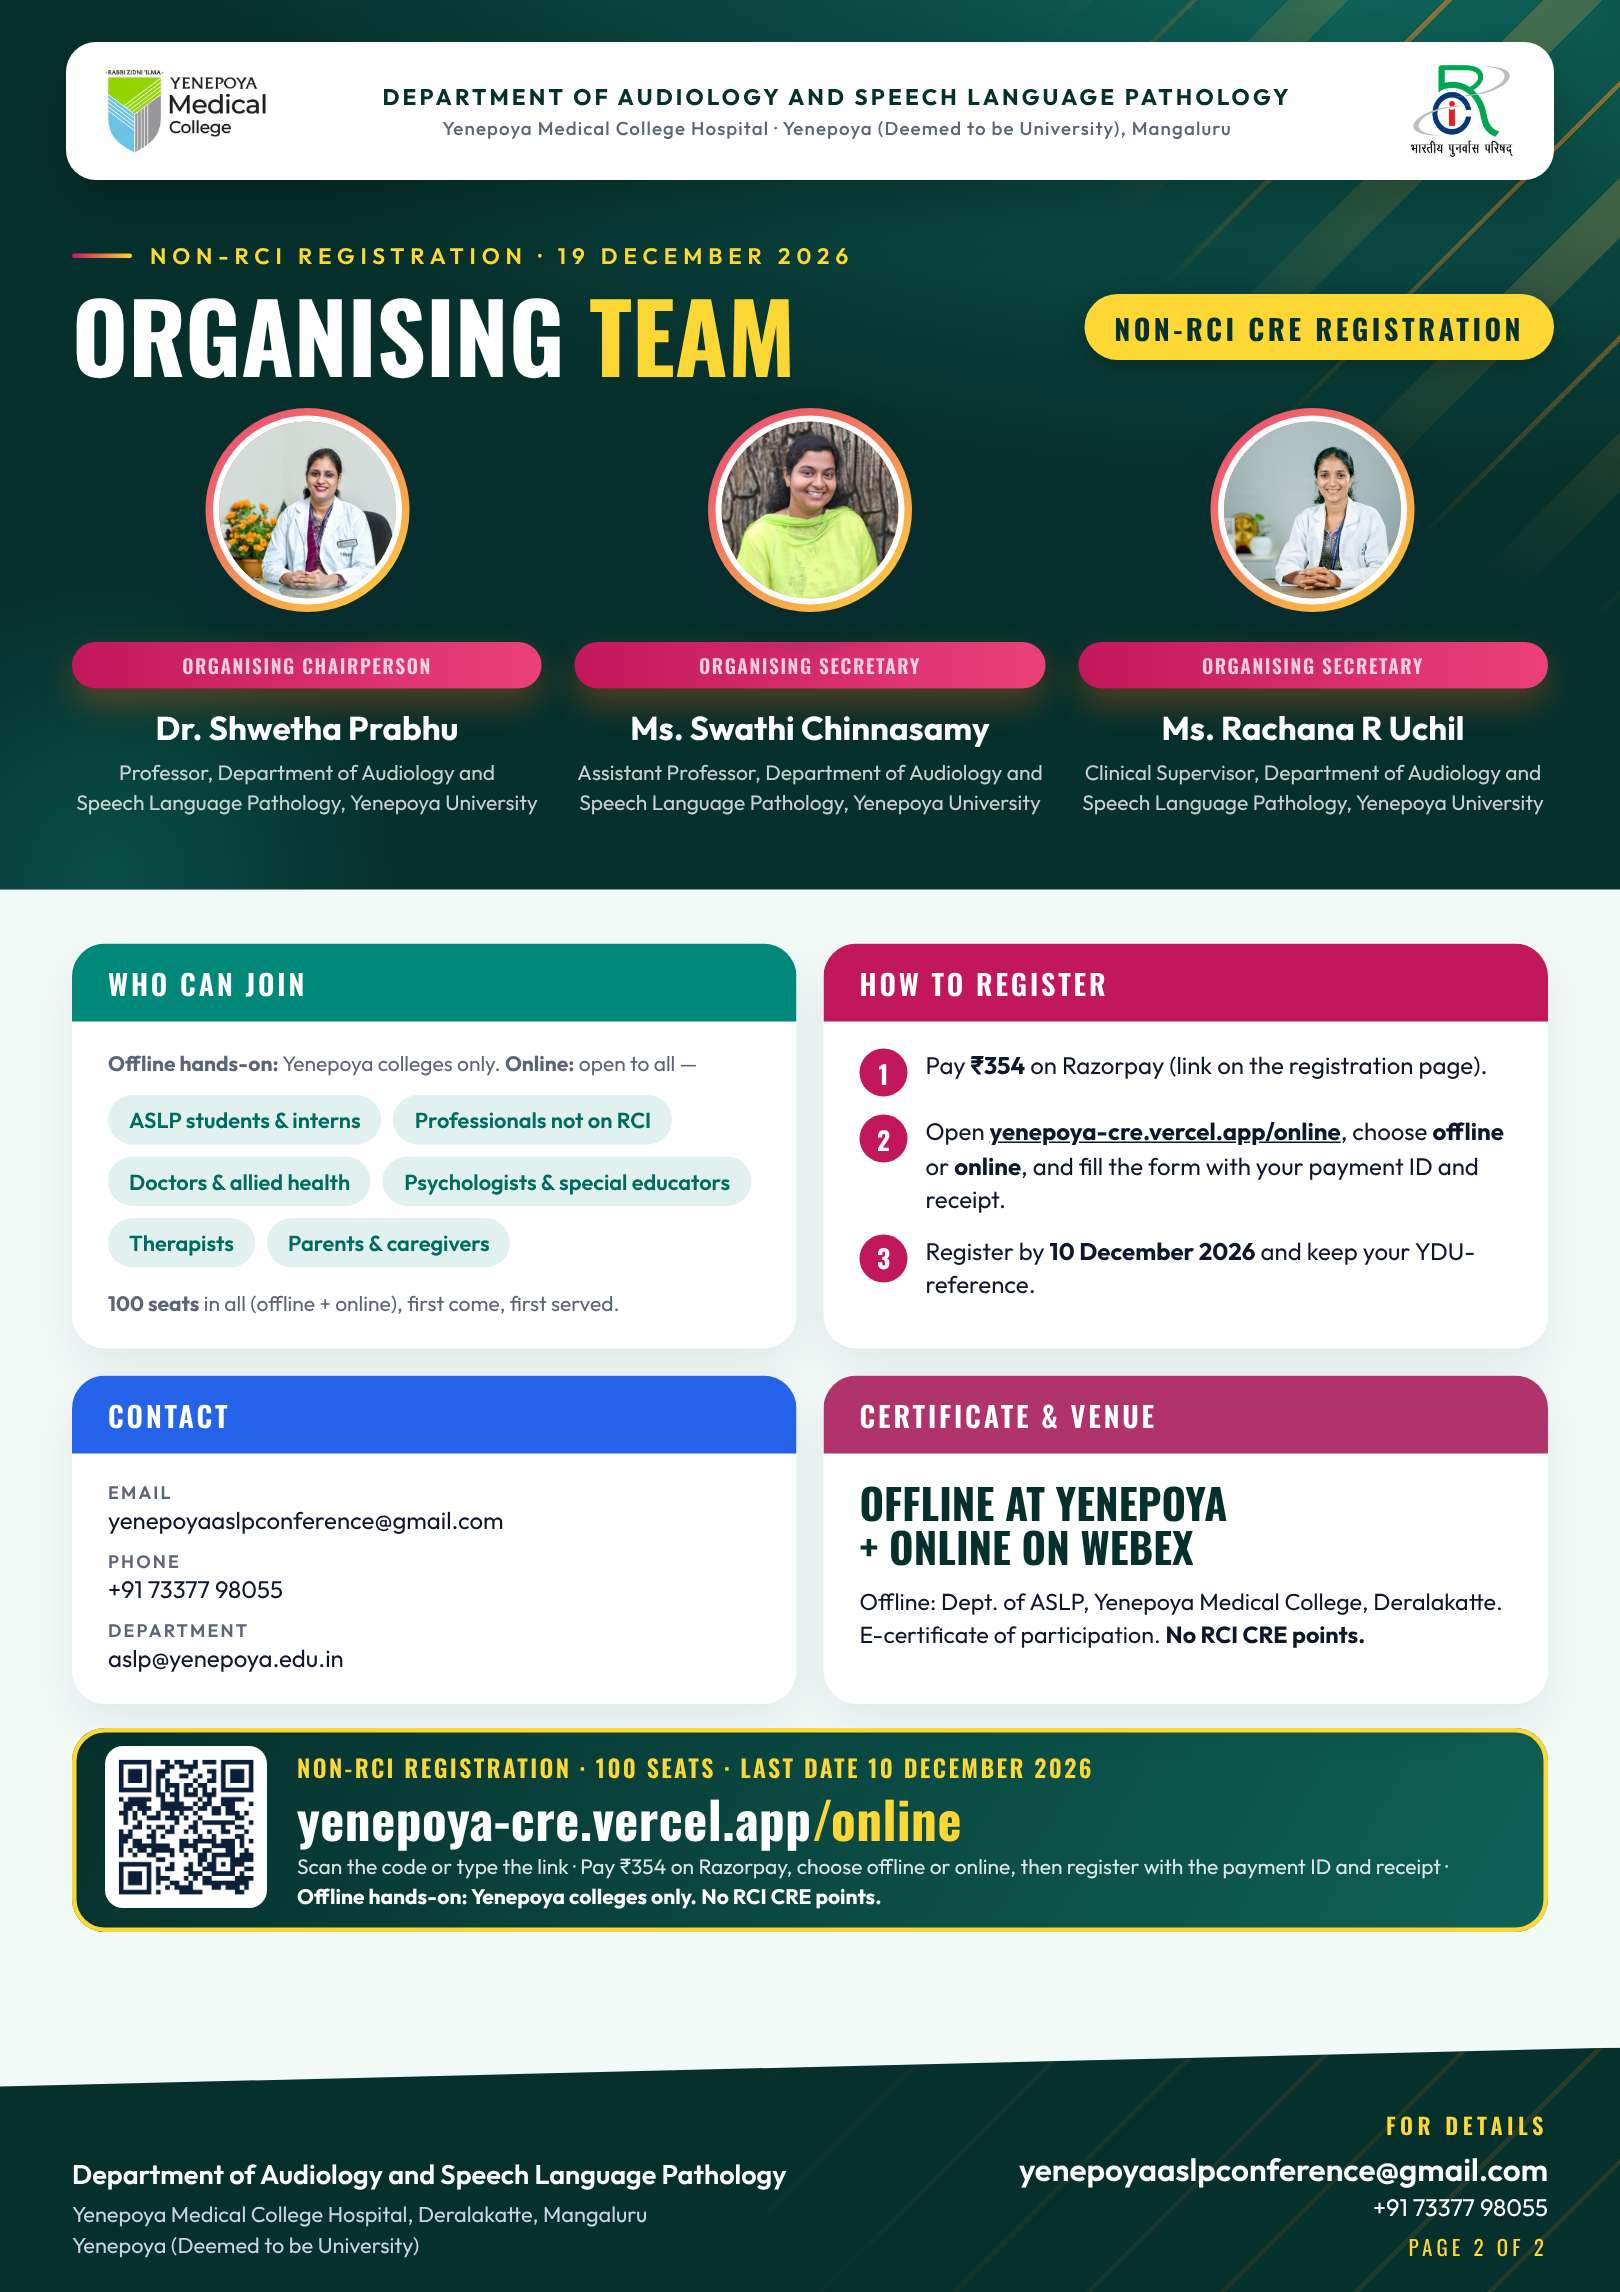 ·RABBI ZIDNI 'ILMA·
YENEPOYA
Medical
College
DEPARTMENT OF AUDIOLOGY AND SPEECH LANGUAGE PATHOLOGY
Yenepoya Medical College Hospital · Yenepoya (Deemed to be University), Mangaluru
भारतीय पुनर्वास परिषद्
NON-RCI REGISTRATION · 19 DECEMBER 2026
ORGANISING TEAM
NON-RCI CRE REGISTRATION
ORGANISING CHAIRPERSON
Dr. Shwetha Prabhu
Professor, Department of Audiology and
Speech Language Pathology, Yenepoya University
ORGANISING SECRETARY
Ms. Swathi Chinnasamy
Assistant Professor, Department of Audiology and
Speech Language Pathology, Yenepoya University
ORGANISING SECRETARY
Ms. Rachana R Uchil
Clinical Supervisor, Department of Audiology and
Speech Language Pathology, Yenepoya University
WHO CAN JOIN
Offline hands-on: Yenepoya colleges only. Online: open to all —
ASLP students & interns
Professionals not on RCI
Doctors & allied health
Psychologists & special educators
Therapists
Parents & caregivers
100 seats in all (offline + online), first come, first served.
HOW TO REGISTER
1 Pay ₹354 on Razorpay (link on the registration page).
2 Open yenepoya-cre.vercel.app/online, choose offline
or online, and fill the form with your payment ID and
receipt.
3 Register by 10 December 2026 and keep your YDU-
reference.
CONTACT
EMAIL
yenepoyaaslpconference@gmail.com
PHONE
+91 73377 98055
DEPARTMENT
aslp@yenepoya.edu.in
CERTIFICATE & VENUE
OFFLINE AT YENEPOYA
+ ONLINE ON WEBEX
Offline: Dept. of ASLP, Yenepoya Medical College, Deralakatte.
E-certificate of participation. No RCI CRE points.
NON-RCI REGISTRATION · 100 SEATS · LAST DATE 10 DECEMBER 2026
yenepoya-cre.vercel.app/online
Scan the code or type the link · Pay ₹354 on Razorpay, choose offline or online, then register with the payment ID and receipt ·
Offline hands-on: Yenepoya colleges only. No RCI CRE points.
Department of Audiology and Speech Language Pathology
Yenepoya Medical College Hospital, Deralakatte, Mangaluru
Yenepoya (Deemed to be University)
FOR DETAILS
yenepoyaaslpconference@gmail.com
+91 73377 98055
PAGE 2 OF 2